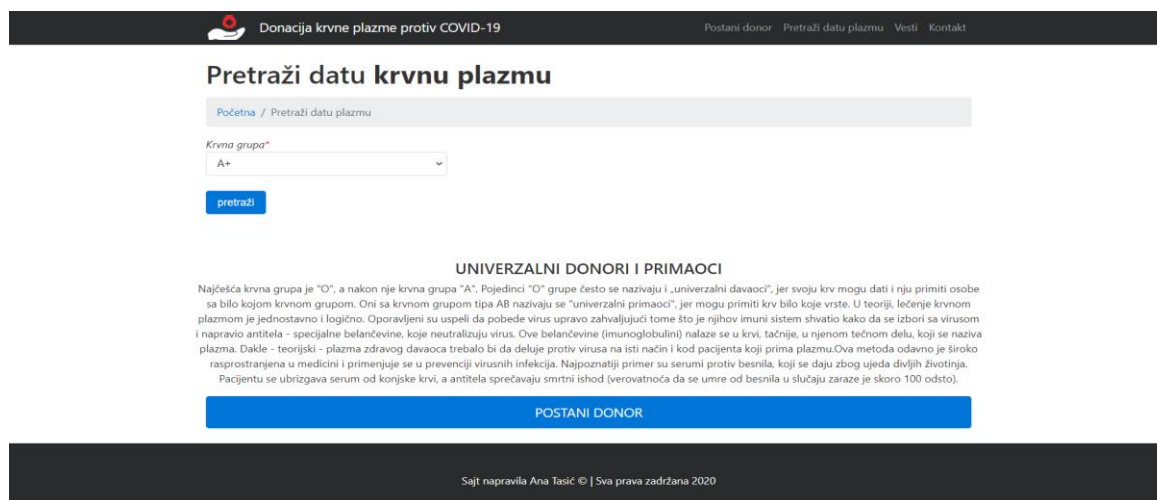 Donacija krvne plazme protiv COVID-19
Postani donor Pretraži datu plazmu Vesti Kontakt
Pretraži datu krvnu plazmu
Početna / Pretraži datu plazmu
Krvna grupa*
A+
pretraži
UNIVERZALNI DONORI I PRIMAOCI
Najčešća krvna grupa je "O", a nakon nje krvna grupa "A". Pojedinci "O" grupe često se nazivaju i „univerzalni davaoci", jer svoju krv mogu dati i nju primiti osobe
sa bilo kojom krvnom grupom. Oni sa krvnom grupom tipa AB nazivaju se "univerzalni primaoci", jer mogu primiti krv bilo koje vrste. U teoriji, lečenje krvnom
plazmom je jednostavno i logično. Oporavljeni su uspeli da pobede virus upravo zahvaljujući tome što je njihov imuni sistem shvatio kako da se izbori sa virusom
i napravio antitela - specijalne belančevine, koje neutralizuju virus. Ove belančevine (imunoglobulini) nalaze se u krvi, tačnije, u njenom tečnom delu, koji se naziva
plazma. Dakle - teorijski - plazma zdravog davaoca trebalo bi da deluje protiv virusa na isti način i kod pacijenta koji prima plazmu.Ova metoda odavno je široko
rasprostranjena u medicini i primenjuje se u prevenciji virusnih infekcija. Najpoznatiji primer su serumi protiv besnila, koji se daju zbog ujeda divljih životinja.
Pacijentu se ubrizgava serum od konjske krvi, a antitela sprečavaju smrtni ishod (verovatnoća da se umre od besnila u slučaju zaraze je skoro 100 odsto).
POSTANI DONOR
Sajt napravila Ana Tasić © | Sva prava zadržana 2020